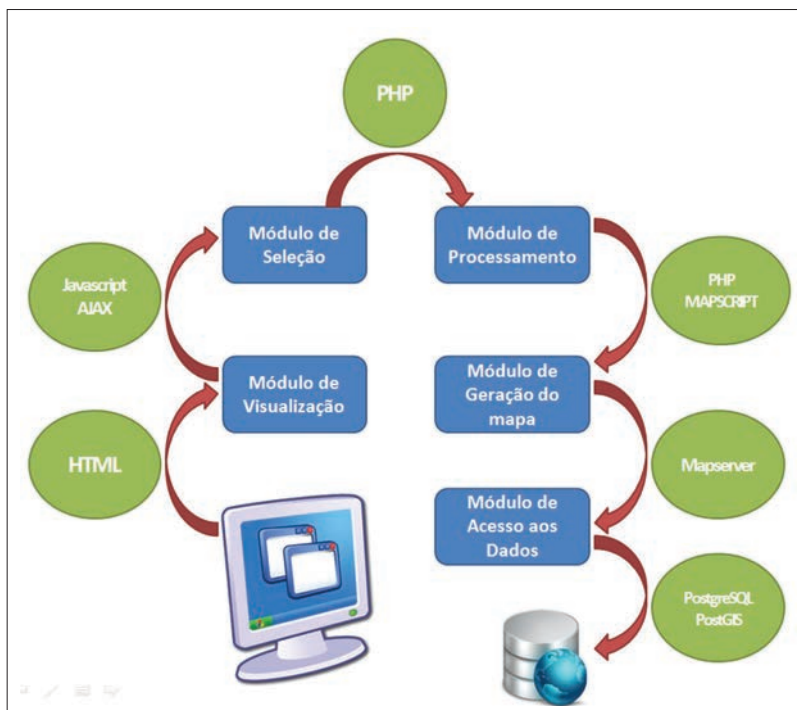 PHP
Módulo de
Seleção
Módulo de
Processamento
Javascript
AJAX
PHP
MAPSCRIPT
Módulo de
Visualização
Módulo de
Geração do
mapa
HTML
Mapserver
Módulo de
Acesso aos
Dados
PostgreSQL
PostGIS